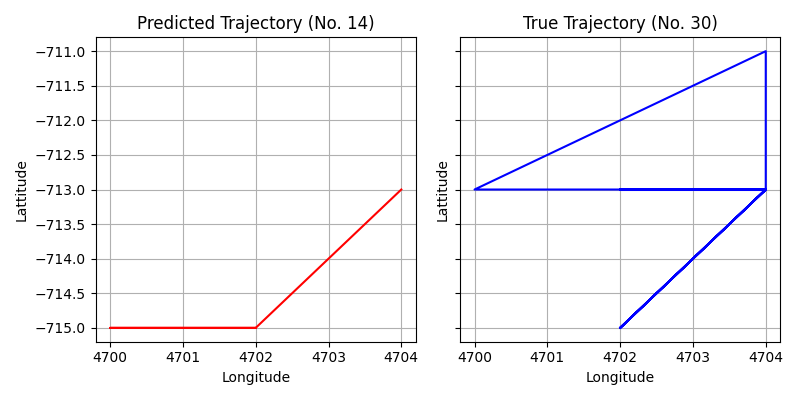 Predicted Trajectory (No. 14)
True Trajectory (No. 30)
−711.0
−711.5
−712.0
−712.5
−713.0
−713.5
−714.0
−714.5
−715.0
Lattitude
Lattitude
4700 4701 4702 4703 4704
4700 4701 4702 4703 4704
Longitude
Longitude